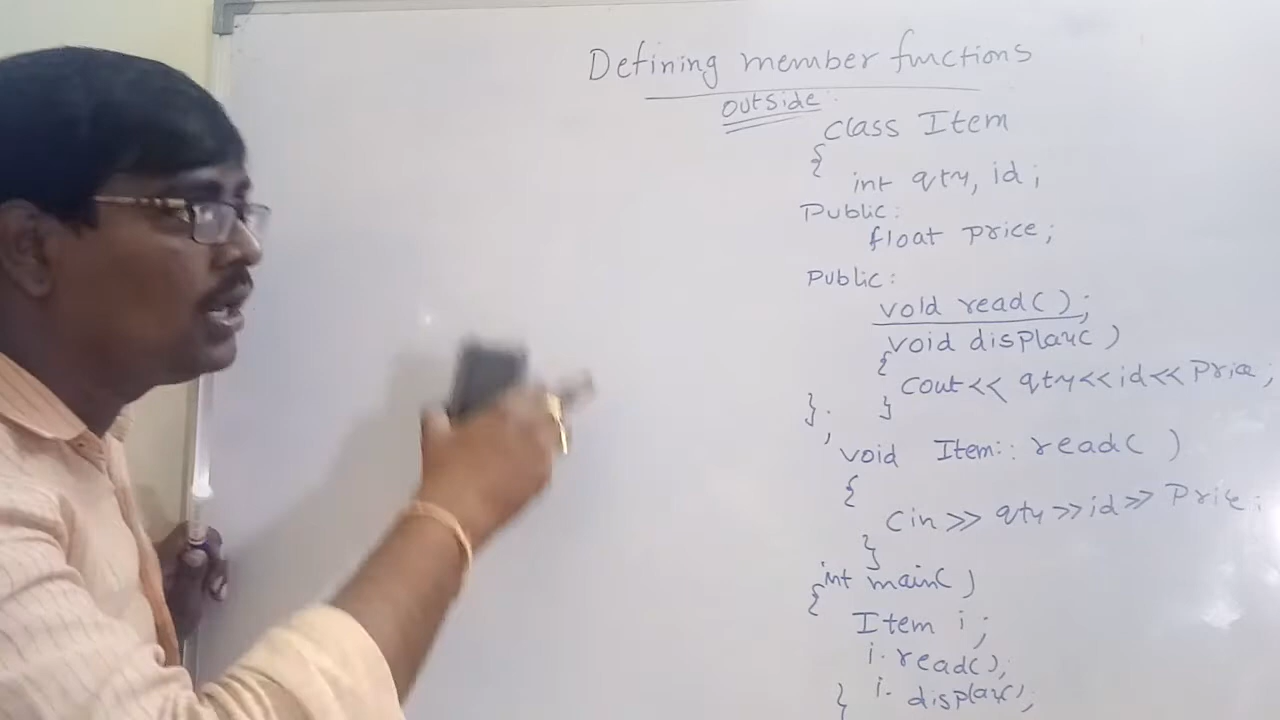 Defining member functions
outside:
class Item
{
int qty, id;
Public:
float price;
Public:
void read( );
void display( )
{
cout<< qty<<id<< Price;
}
};
void Item:: read( )
{
Cin >> qty >>id>> Price;
}
int main( )
{
Item i;
i. read();
i. display();
}